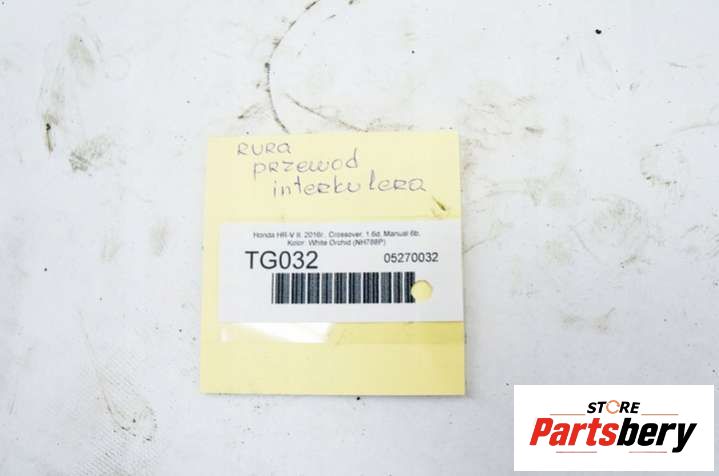 RURA
PRZEWOD
INTERKULERA
Honda HR-V II, 2016r., Crossover, 1.6d, Manual 6b,
Kolor: White Orchid (NH788P)
TG032 05270032
STORE
Partsbery